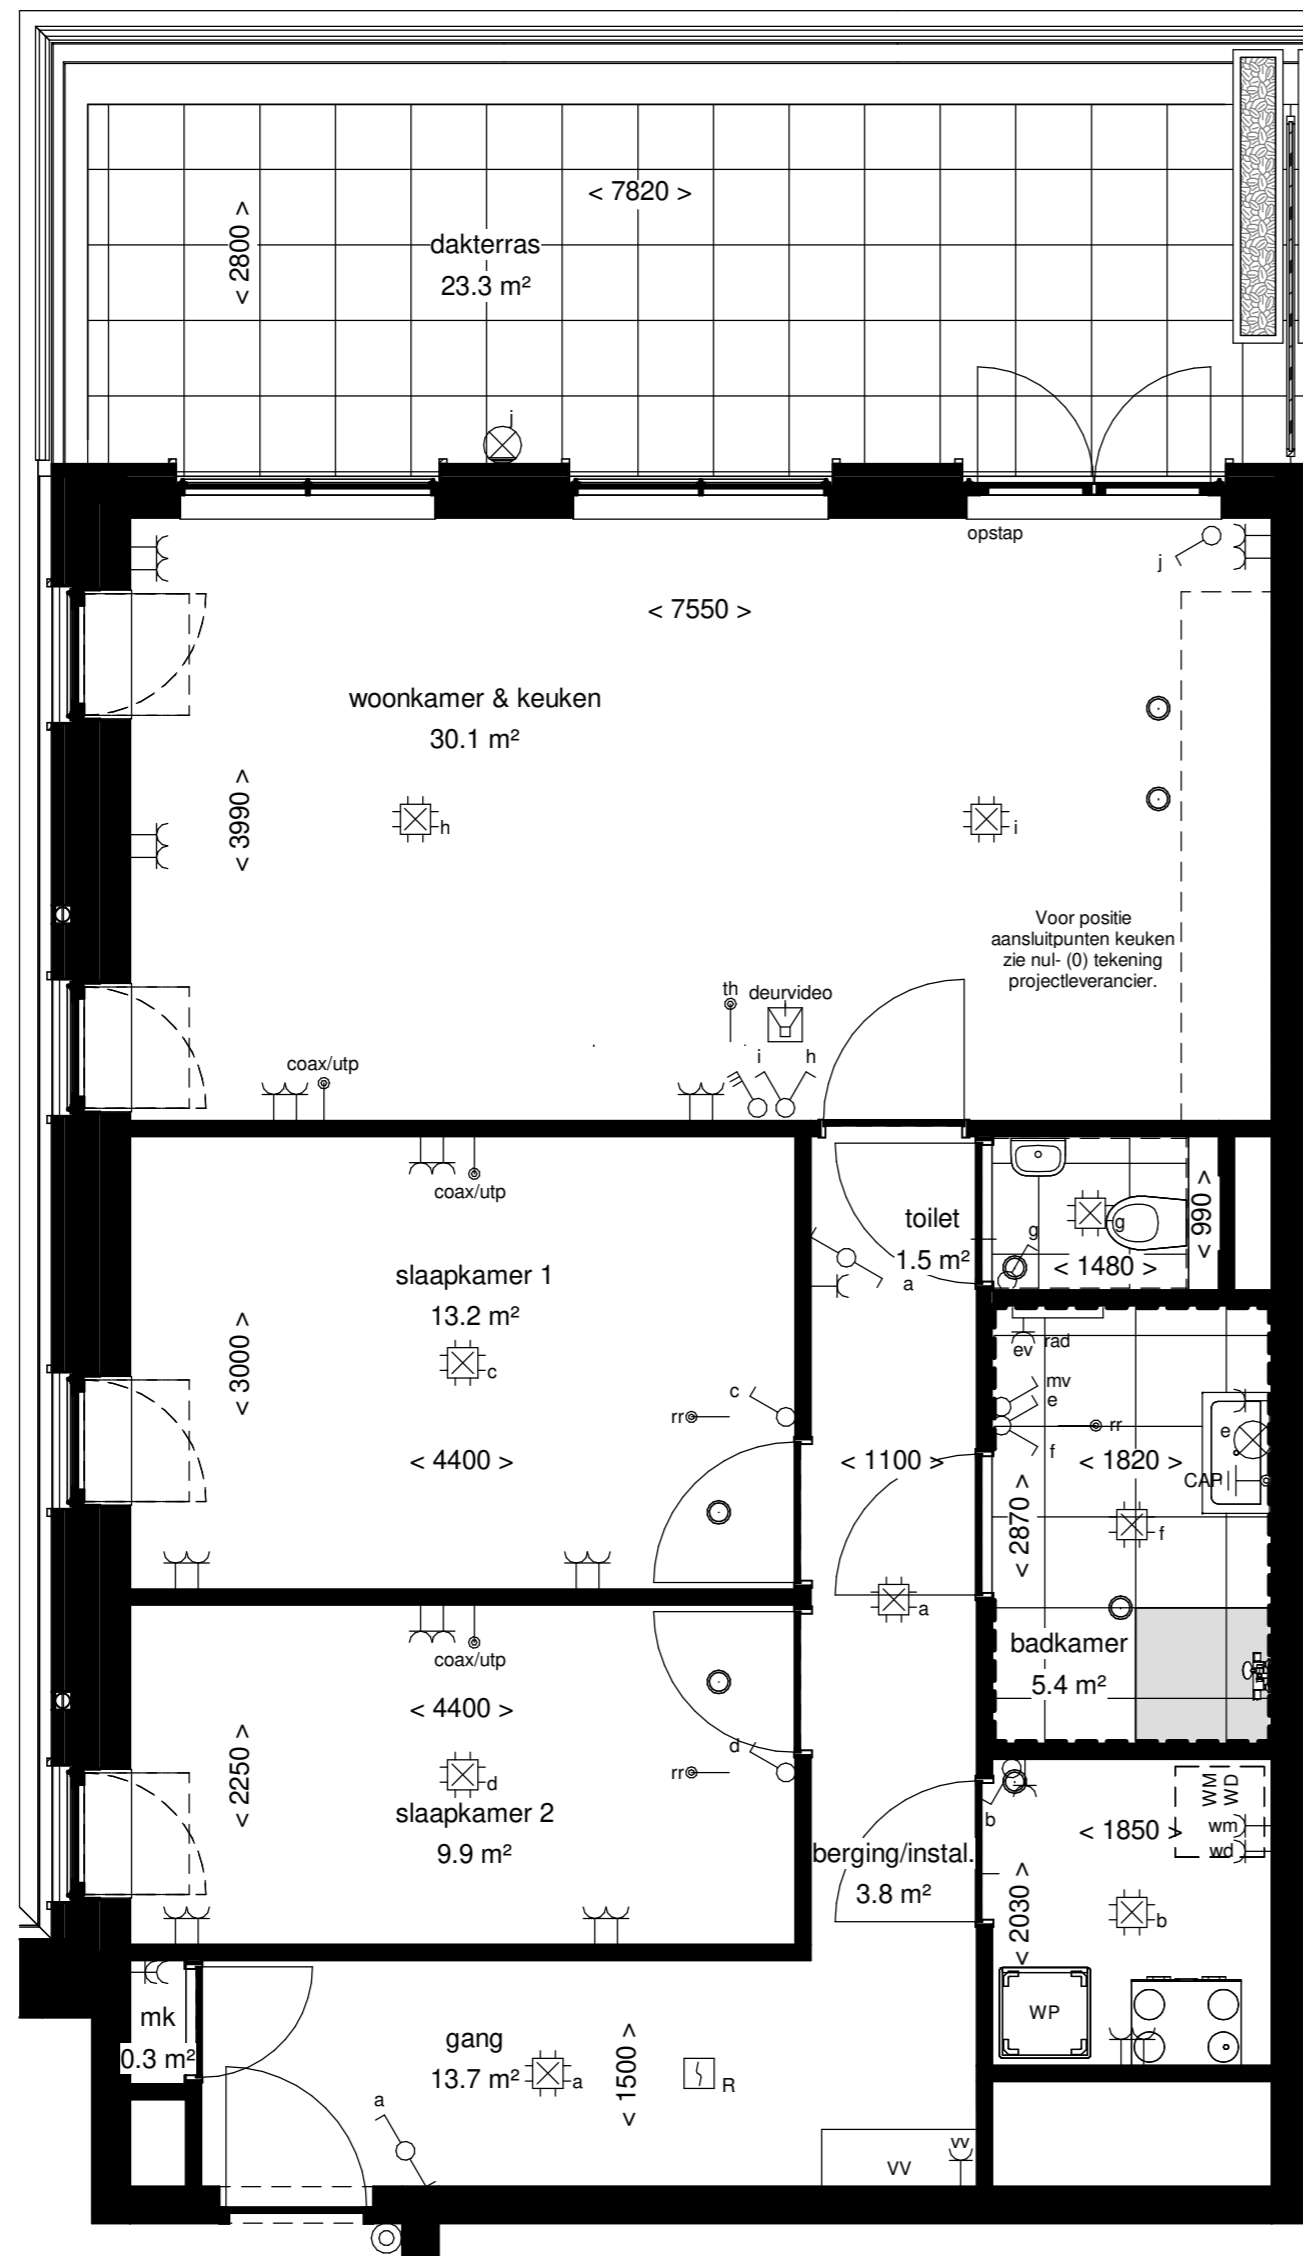 < 7820 >
< 2800 >
dakterras
23.3 m²
j
opstap
j
< 7550 >
woonkamer & keuken
30.1 m²
< 3990 >
h
i
Voor positie
aansluitpunten keuken
zie nul- (0) tekening
projectleverancier.
th
deurvideo
i
h
coax/utp
coax/utp
slaapkamer 1
13.2 m²
c
< 3000 >
c
rr
< 4400 >
toilet
1.5 m²
a
g
g
< 1480 >
< 990 >
ev
rad
mv
e
f
rr
e
< 1100 >
< 1820 >
CAP
< 2870 >
f
a
badkamer
5.4 m²
coax/utp
< 4400 >
d
rr
d
< 2250 >
slaapkamer 2
9.9 m²
b
WM
WD
wm
wd
< 1850 >
berging/instal.
3.8 m²
< 2030 >
b
WP
mk
0.3 m²
gang
13.7 m²
a
< 1500 >
R
a
vv
VV